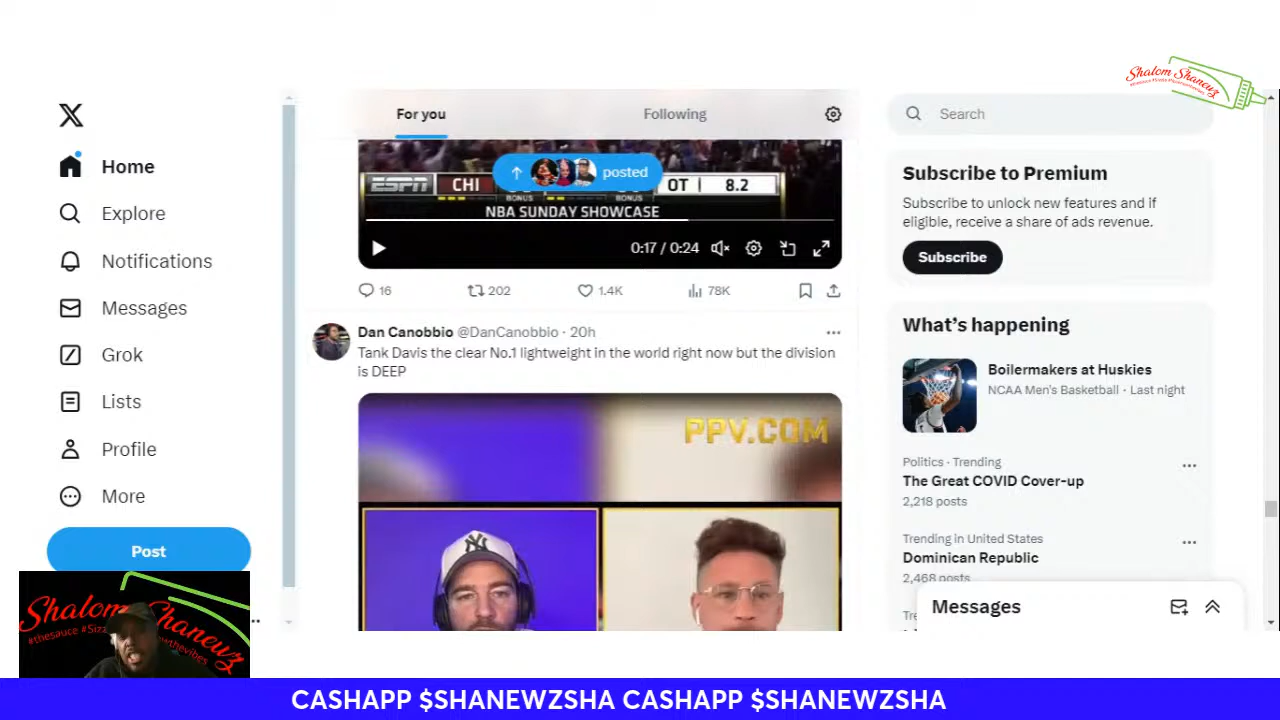 Shalom Shanewz
For you
Following
Search
Home
Explore
Notifications
Messages
Grok
Lists
Profile
More
Post
posted
ESPN CHI OT 8.2
BONUS BONUS
NBA SUNDAY SHOWCASE
0:17 / 0:24
16 202 1.4K 78K
Dan Canobbio @DanCanobbio · 20h
Tank Davis the clear No.1 lightweight in the world right now but the division
is DEEP
PPV.COM
Subscribe to Premium
Subscribe to unlock new features and if
eligible, receive a share of ads revenue.
Subscribe
What's happening
Boilermakers at Huskies
NCAA Men's Basketball · Last night
Politics · Trending
The Great COVID Cover-up
2,218 posts
Trending in United States
Dominican Republic
2,468 posts
Messages
Shalom Shanewz
#thesauce
CASHAPP $SHANEWZSHA CASHAPP $SHANEWZSHA